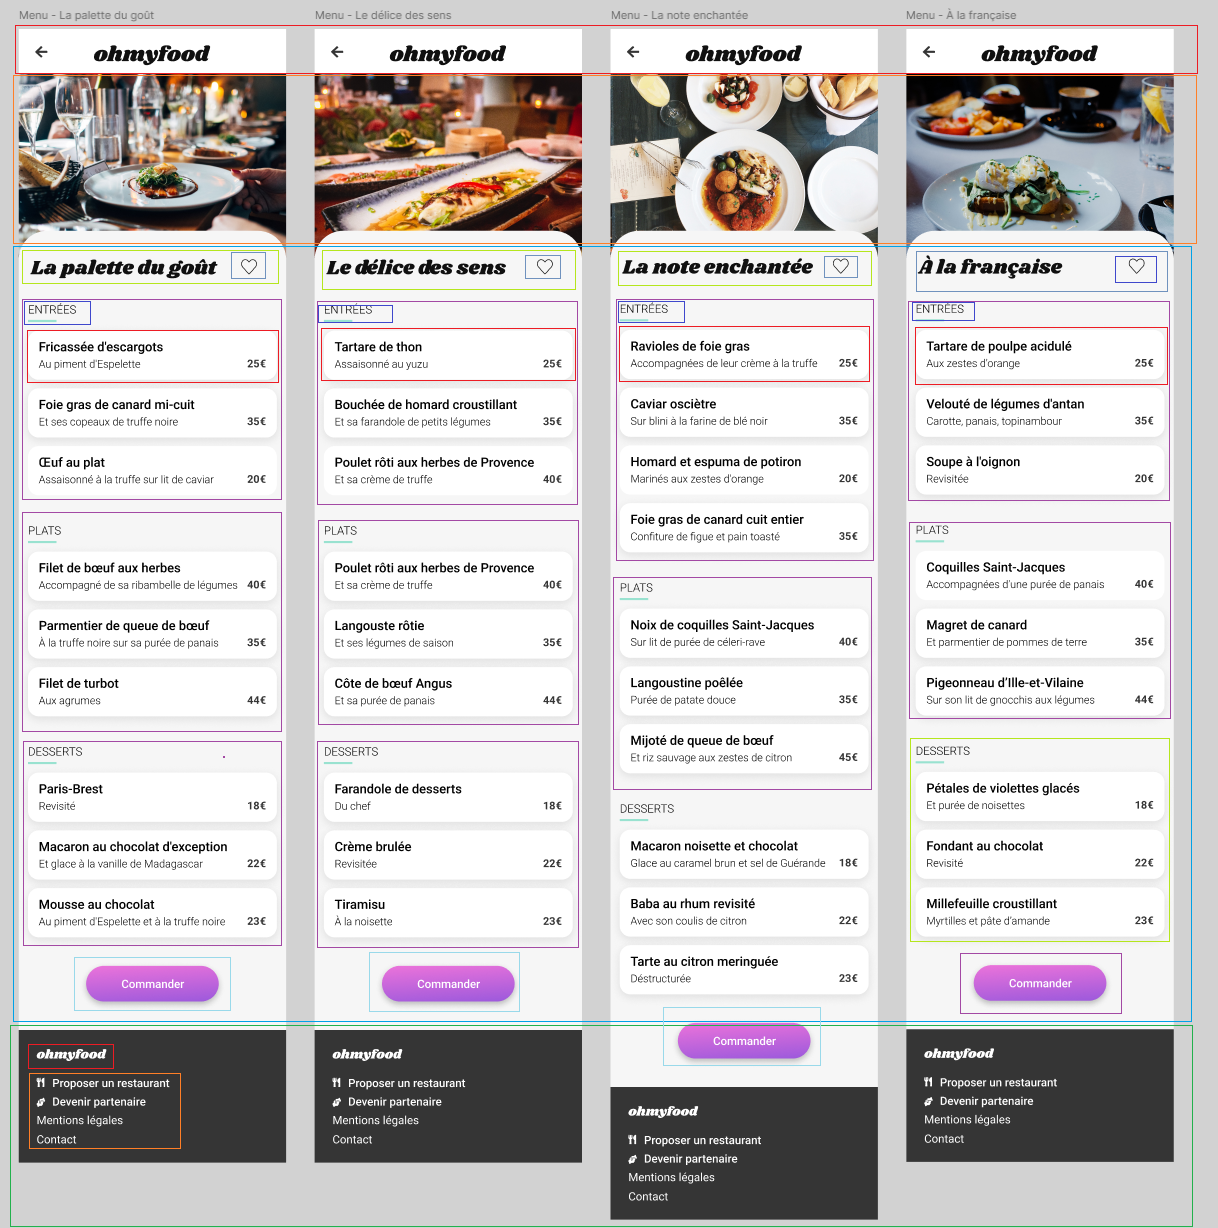 Menu - La palette du goût
ohmyfood
La palette du goût
ENTRÉES
Fricassée d'escargots
Au piment d'Espelette 25€
Foie gras de canard mi-cuit
Et ses copeaux de truffe noire 35€
Œuf au plat
Assaisonné à la truffe sur lit de caviar 20€
PLATS
Filet de bœuf aux herbes
Accompagné de sa ribambelle de légumes 40€
Parmentier de queue de bœuf
À la truffe noire sur sa purée de panais 35€
Filet de turbot
Aux agrumes 44€
DESSERTS
Paris-Brest
Revisité 18€
Macaron au chocolat d'exception
Et glace à la vanille de Madagascar 22€
Mousse au chocolat
Au piment d'Espelette et à la truffe noire 23€
Commander
ohmyfood
Proposer un restaurant
Devenir partenaire
Mentions légales
Contact
Menu - Le délice des sens
ohmyfood
Le délice des sens
ENTRÉES
Tartare de thon
Assaisonné au yuzu 25€
Bouchée de homard croustillant
Et sa farandole de petits légumes 35€
Poulet rôti aux herbes de Provence
Et sa crème de truffe 40€
PLATS
Poulet rôti aux herbes de Provence
Et sa crème de truffe 40€
Langouste rôtie
Et ses légumes de saison 35€
Côte de bœuf Angus
Et sa purée de panais 44€
DESSERTS
Farandole de desserts
Du chef 18€
Crème brulée
Revisitée 22€
Tiramisu
À la noisette 23€
Commander
ohmyfood
Proposer un restaurant
Devenir partenaire
Mentions légales
Contact
Menu - La note enchantée
ohmyfood
La note enchantée
ENTRÉES
Ravioles de foie gras
Accompagnées de leur crème à la truffe 25€
Caviar osciètre
Sur blini à la farine de blé noir 35€
Homard et espuma de potiron
Marinés aux zestes d'orange 20€
Foie gras de canard cuit entier
Confiture de figue et pain toasté 35€
PLATS
Noix de coquilles Saint-Jacques
Sur lit de purée de céleri-rave 40€
Langoustine poêlée
Purée de patate douce 35€
Mijoté de queue de bœuf
Et riz sauvage aux zestes de citron 45€
DESSERTS
Macaron noisette et chocolat
Glace au caramel brun et sel de Guérande 18€
Baba au rhum revisité
Avec son coulis de citron 22€
Tarte au citron meringuée
Déstructurée 23€
Commander
ohmyfood
Proposer un restaurant
Devenir partenaire
Mentions légales
Contact
Menu - À la française
ohmyfood
À la française
ENTRÉES
Tartare de poulpe acidulé
Aux zestes d'orange 25€
Velouté de légumes d'antan
Carotte, panais, topinambour 35€
Soupe à l'oignon
Revisitée 20€
PLATS
Coquilles Saint-Jacques
Accompagnées d'une purée de panais 40€
Magret de canard
Et parmentier de pommes de terre 35€
Pigeonneau d’Ille-et-Vilaine
Sur son lit de gnocchis aux légumes 44€
DESSERTS
Pétales de violettes glacés
Et purée de noisettes 18€
Fondant au chocolat
Revisité 22€
Millefeuille croustillant
Myrtilles et pâte d’amande 23€
Commander
ohmyfood
Proposer un restaurant
Devenir partenaire
Mentions légales
Contact